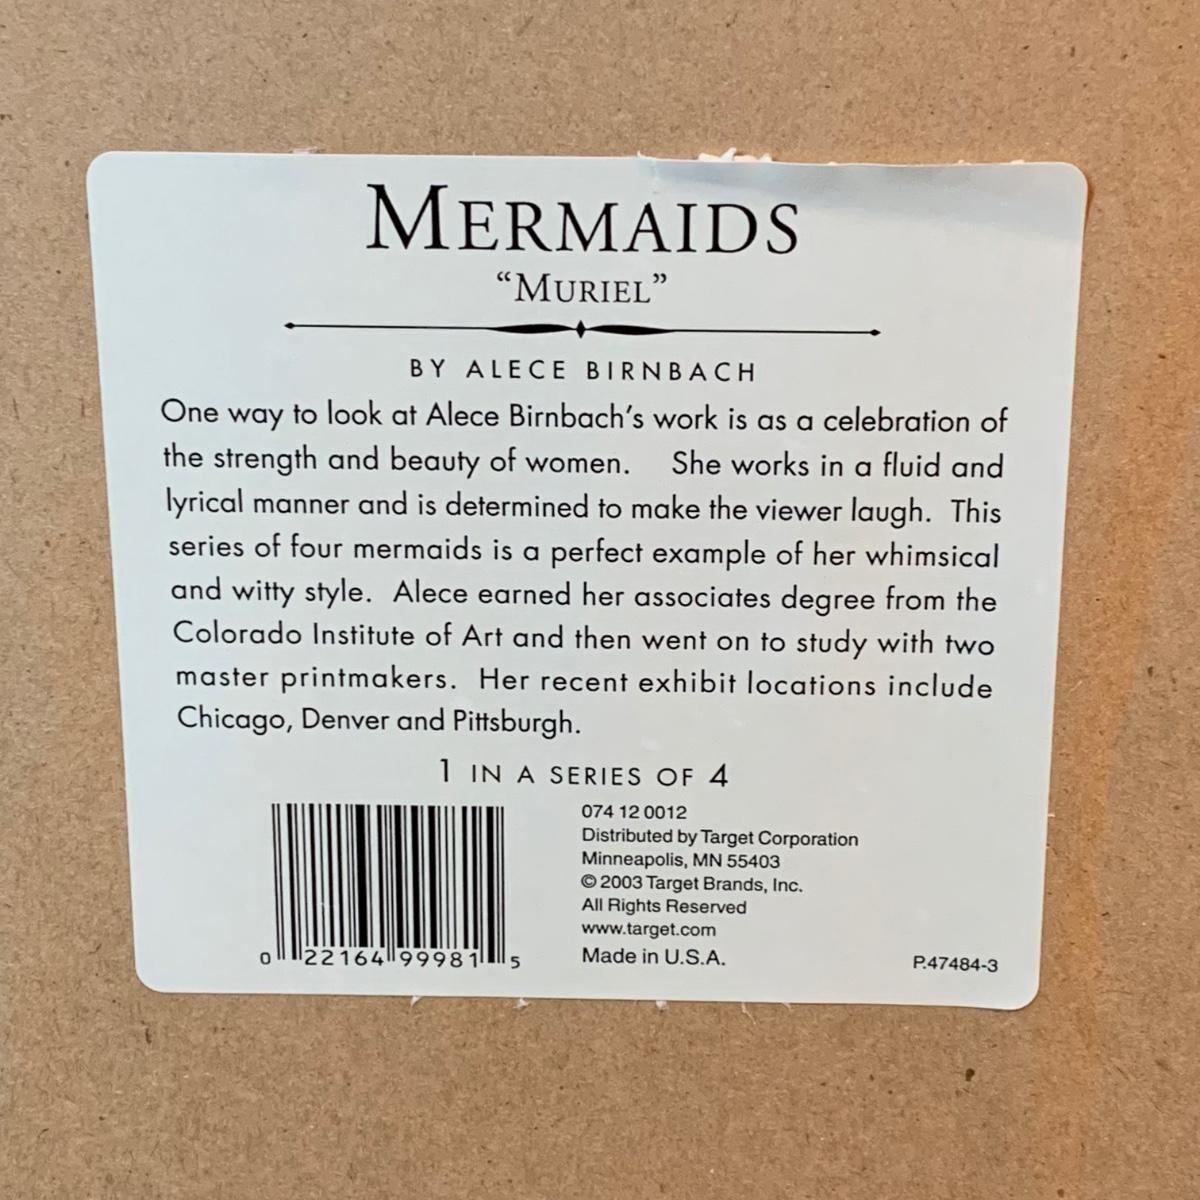 MERMAIDS
“MURIEL”
BY ALECE BIRNBACH
One way to look at Alece Birnbach’s work is as a celebration of
the strength and beauty of women. She works in a fluid and
lyrical manner and is determined to make the viewer laugh. This
series of four mermaids is a perfect example of her whimsical
and witty style. Alece earned her associates degree from the
Colorado Institute of Art and then went on to study with two
master printmakers. Her recent exhibit locations include
Chicago, Denver and Pittsburgh.
1 IN A SERIES OF 4
074 12 0012
Distributed by Target Corporation
Minneapolis, MN 55403
© 2003 Target Brands, Inc.
All Rights Reserved
www.target.com
Made in U.S.A.
0 22164 99981 5
P.47484-3